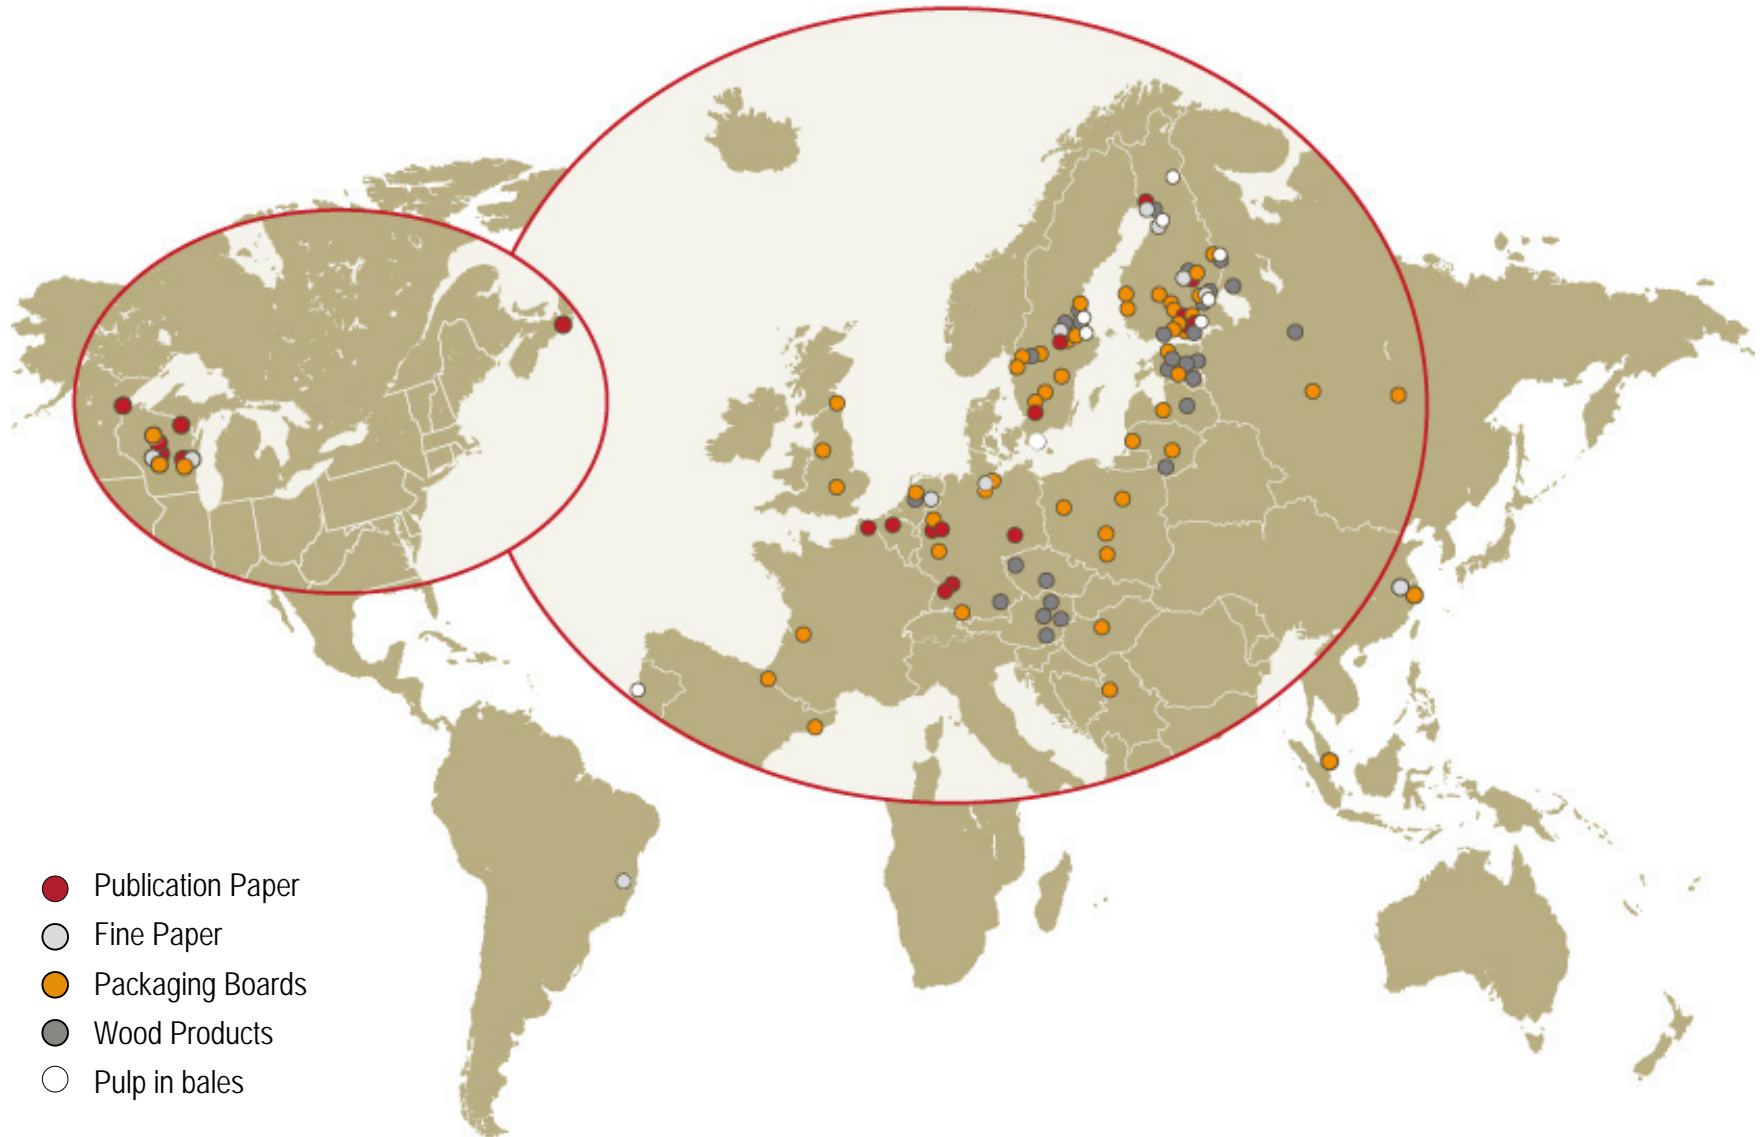 Publication Paper
Fine Paper
Packaging Boards
Wood Products
Pulp in bales